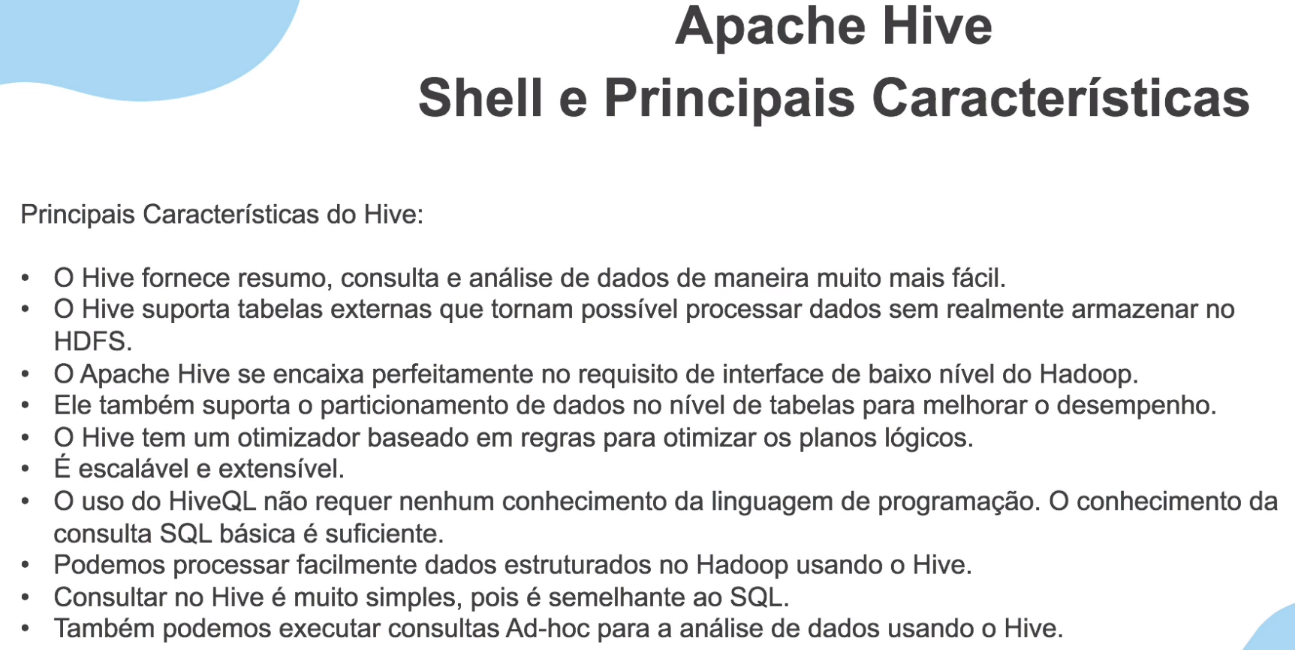 Apache Hive
Shell e Principais Características
Principais Características do Hive:
• O Hive fornece resumo, consulta e análise de dados de maneira muito mais fácil.
• O Hive suporta tabelas externas que tornam possível processar dados sem realmente armazenar no
HDFS.
• O Apache Hive se encaixa perfeitamente no requisito de interface de baixo nível do Hadoop.
• Ele também suporta o particionamento de dados no nível de tabelas para melhorar o desempenho.
• O Hive tem um otimizador baseado em regras para otimizar os planos lógicos.
• É escalável e extensível.
• O uso do HiveQL não requer nenhum conhecimento da linguagem de programação. O conhecimento da
consulta SQL básica é suficiente.
• Podemos processar facilmente dados estruturados no Hadoop usando o Hive.
• Consultar no Hive é muito simples, pois é semelhante ao SQL.
• Também podemos executar consultas Ad-hoc para a análise de dados usando o Hive.